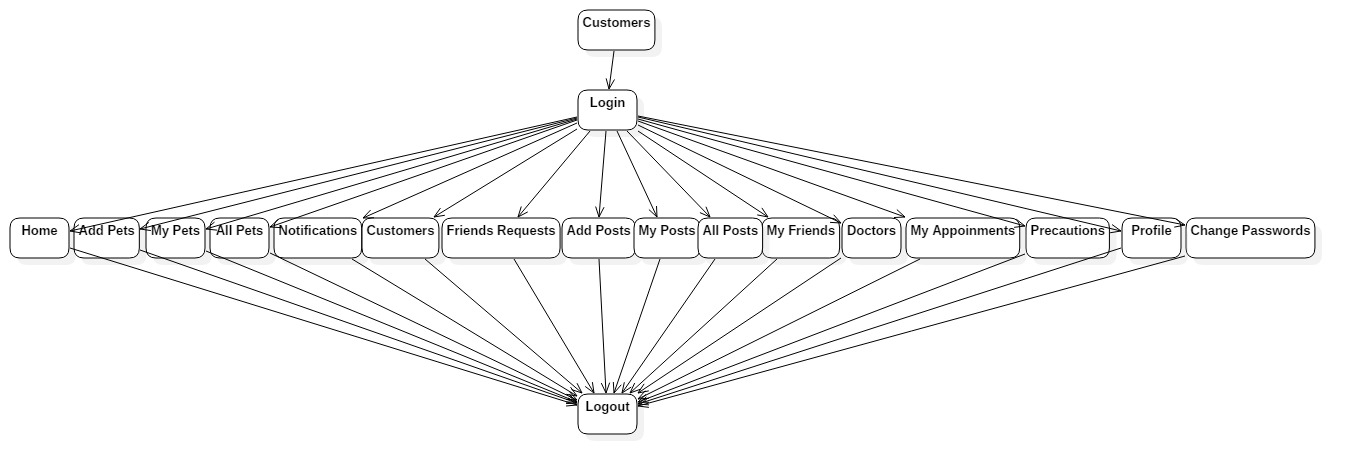 Customers
Login
Home
Add Pets
My Pets
All Pets
Notifications
Customers
Friends Requests
Add Posts
My Posts
All Posts
My Friends
Doctors
My Appoinments
Precautions
Profile
Change Passwords
Logout